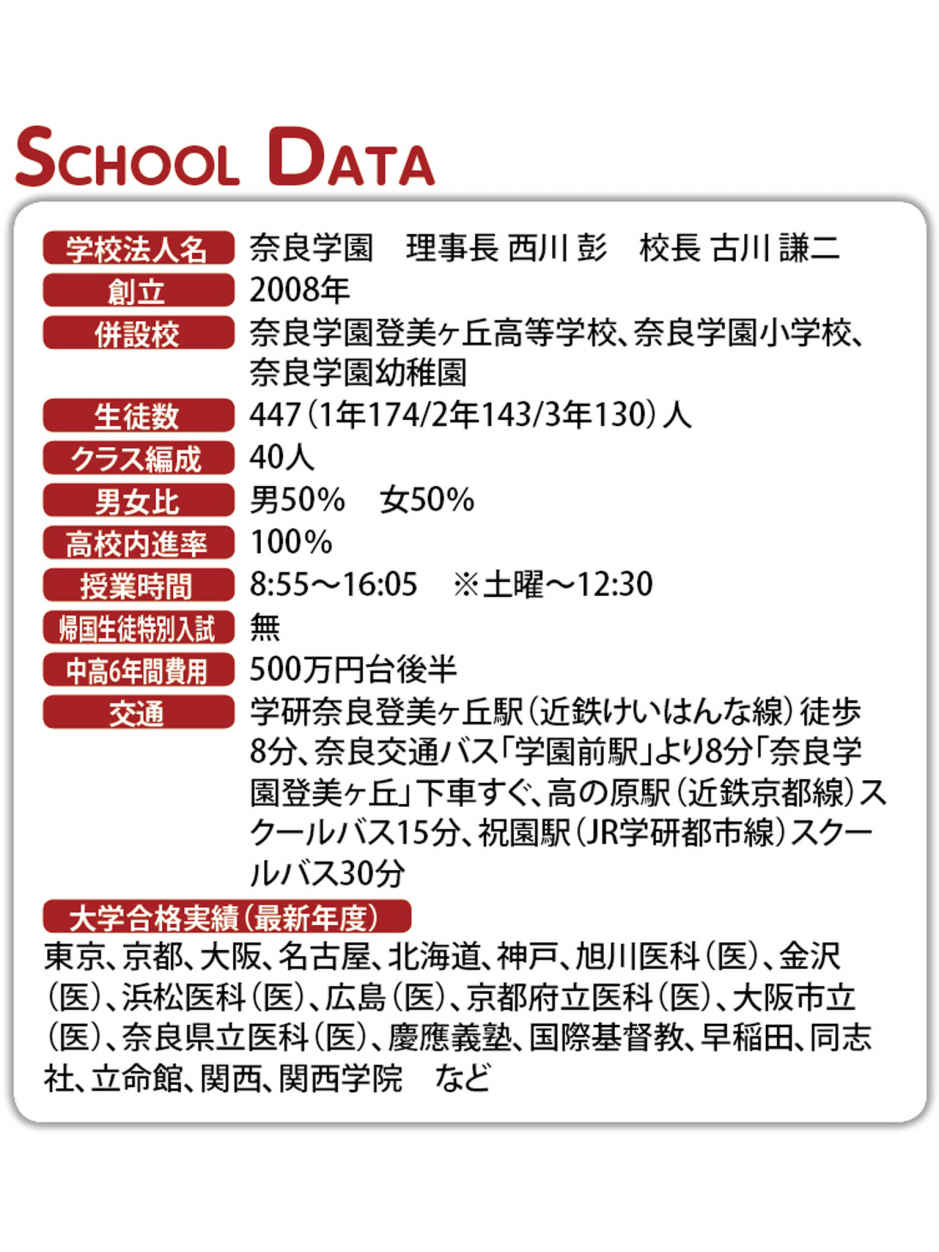 SCHOOL DATA
学校法人名 奈良学園　理事長 西川 彭　校長 古川 謙二
創立 2008年
併設校 奈良学園登美ヶ丘高等学校、奈良学園小学校、
奈良学園幼稚園
生徒数 447（1年174/2年143/3年130）人
クラス編成 40人
男女比 男50%　女50%
高校内進率 100%
授業時間 8:55～16:05　※土曜～12:30
帰国生徒特別入試 無
中高6年間費用 500万円台後半
交通 学研奈良登美ヶ丘駅（近鉄けいはんな線）徒歩
8分、奈良交通バス「学園前駅」より8分「奈良学
園登美ヶ丘」下車すぐ、高の原駅（近鉄京都線）ス
クールバス15分、祝園駅（JR学研都市線）スクー
ルバス30分
大学合格実績（最新年度）
東京、京都、大阪、名古屋、北海道、神戸、旭川医科（医）、金沢
（医）、浜松医科（医）、広島（医）、京都府立医科（医）、大阪市立
（医）、奈良県立医科（医）、慶應義塾、国際基督教、早稲田、同志
社、立命館、関西、関西学院　など